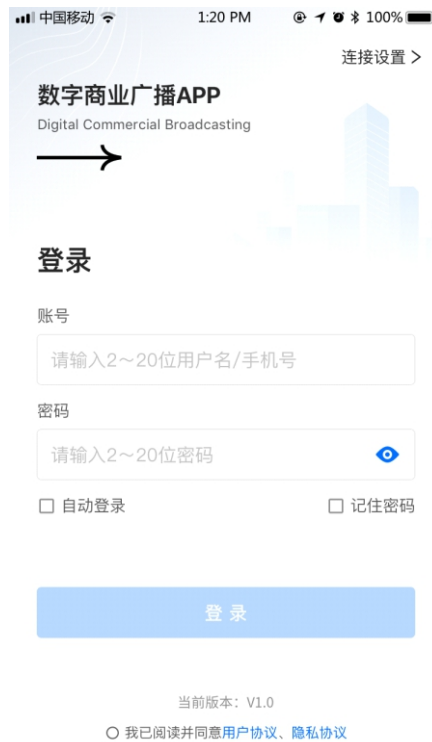 中国移动 1:20 PM 100%
连接设置 >
数字商业广播APP
Digital Commercial Broadcasting
登录
账号
请输入2～20位用户名/手机号
密码
请输入2～20位密码
自动登录 记住密码
登 录
当前版本：V1.0
我已阅读并同意用户协议、隐私协议